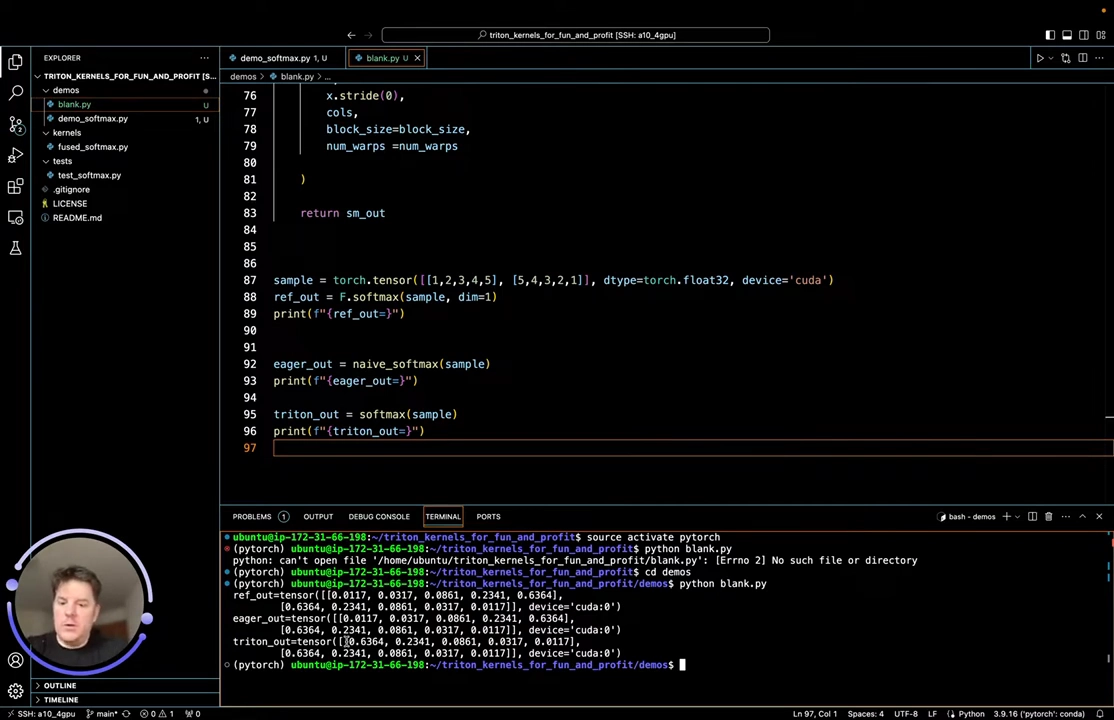 triton_kernels_for_fun_and_profit [SSH: a10_4gpu]
EXPLORER
TRITON_KERNELS_FOR_FUN_AND_PROFIT [S...
demos
blank.py U
demo_softmax.py 1, U
kernels
fused_softmax.py
tests
test_softmax.py
.gitignore
LICENSE
README.md
OUTLINE
TIMELINE
demo_softmax.py 1, U
blank.py U
demos > blank.py > ...
76 x.stride(0),
77 cols,
78 block_size=block_size,
79 num_warps =num_warps
80
81 )
82
83 return sm_out
84
85
86
87 sample = torch.tensor([[1,2,3,4,5], [5,4,3,2,1]], dtype=torch.float32, device='cuda')
88 ref_out = F.softmax(sample, dim=1)
89 print(f"{ref_out=}")
90
91
92 eager_out = naive_softmax(sample)
93 print(f"{eager_out=}")
94
95 triton_out = softmax(sample)
96 print(f"{triton_out=}")
97
PROBLEMS 1 OUTPUT DEBUG CONSOLE TERMINAL PORTS bash - demos
ubuntu@ip-172-31-66-198:~/triton_kernels_for_fun_and_profit$ source activate pytorch
(pytorch) ubuntu@ip-172-31-66-198:~/triton_kernels_for_fun_and_profit$ python blank.py
python: can't open file '/home/ubuntu/triton_kernels_for_fun_and_profit/blank.py': [Errno 2] No such file or directory
(pytorch) ubuntu@ip-172-31-66-198:~/triton_kernels_for_fun_and_profit$ cd demos
(pytorch) ubuntu@ip-172-31-66-198:~/triton_kernels_for_fun_and_profit/demos$ python blank.py
ref_out=tensor([[0.0117, 0.0317, 0.0861, 0.2341, 0.6364],
[0.6364, 0.2341, 0.0861, 0.0317, 0.0117]], device='cuda:0')
eager_out=tensor([[0.0117, 0.0317, 0.0861, 0.2341, 0.6364],
[0.6364, 0.2341, 0.0861, 0.0317, 0.0117]], device='cuda:0')
triton_out=tensor([[0.6364, 0.2341, 0.0861, 0.0317, 0.0117],
[0.6364, 0.2341, 0.0861, 0.0317, 0.0117]], device='cuda:0')
(pytorch) ubuntu@ip-172-31-66-198:~/triton_kernels_for_fun_and_profit/demos$
SSH: a10_4gpu main* 0 1 0 Ln 97, Col 1 Spaces: 4 UTF-8 LF Python 3.9.16 ('pytorch': conda)